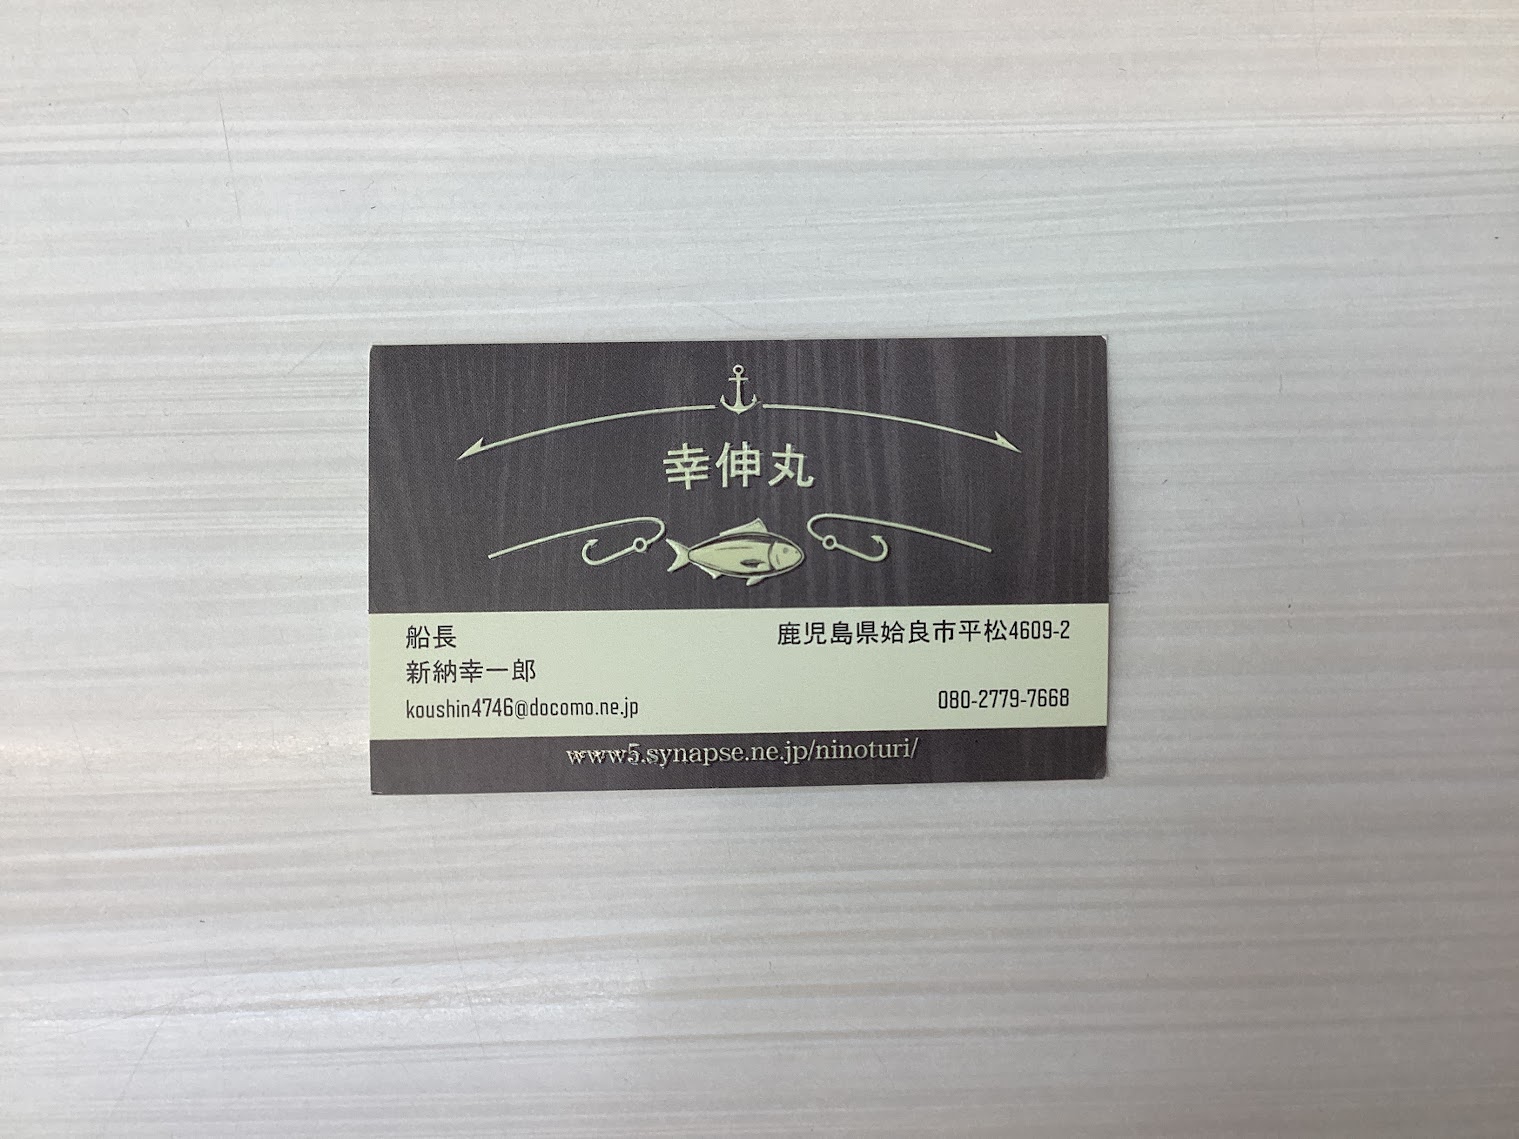 幸伸丸
船長
新納幸一郎
koushin4746@docomo.ne.jp
鹿児島県姶良市平松4609-2
080-2779-7668
www5.synapse.ne.jp/ninoturi/